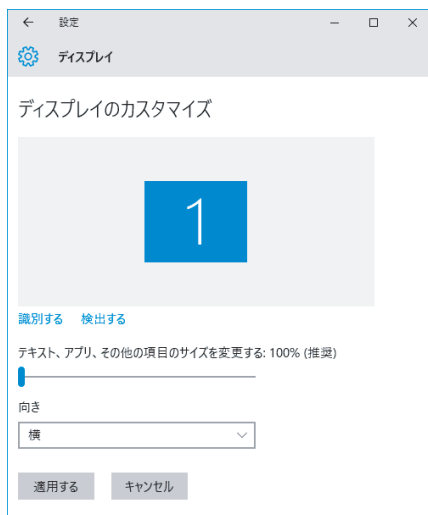 設定
ディスプレイ
ディスプレイのカスタマイズ
1
識別する 検出する
テキスト、アプリ、その他の項目のサイズを変更する: 100% (推奨)
向き
横
適用する キャンセル